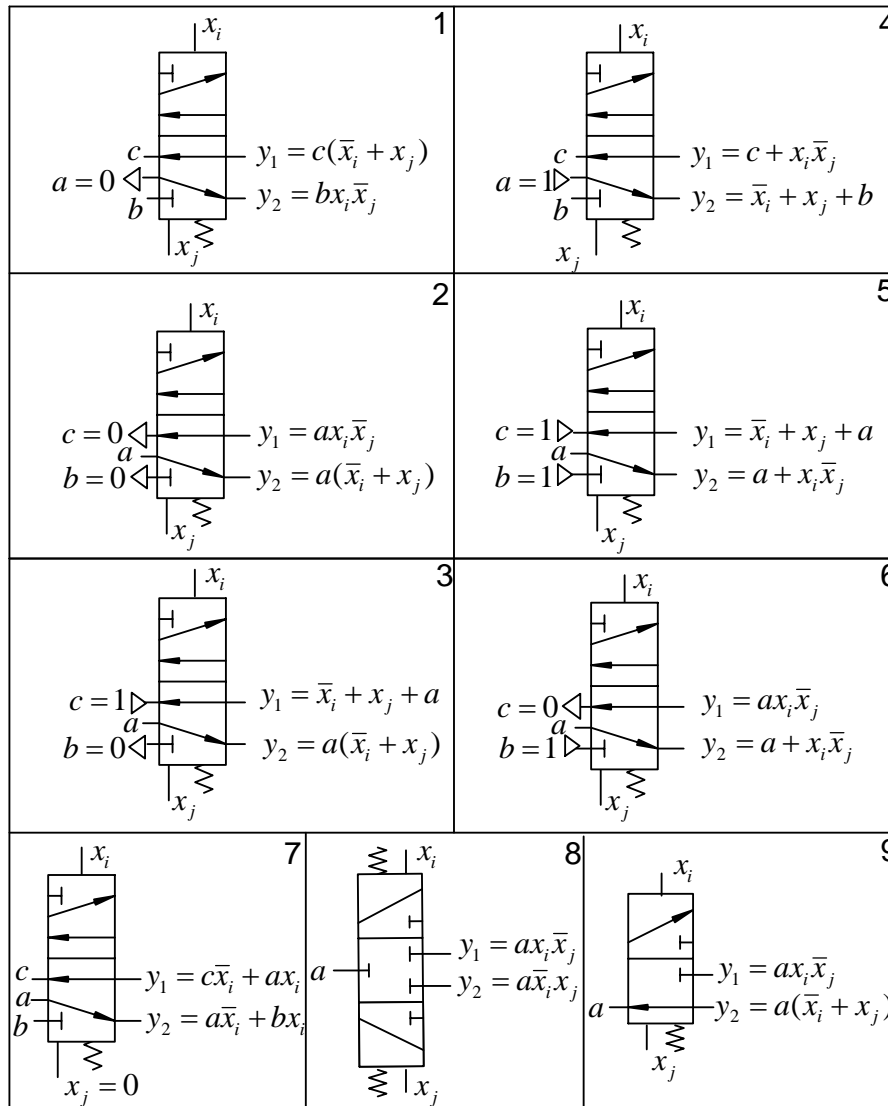 1
x_i
c
y_1 = c(x̄_i + x_j)
a = 0
b
y_2 = bx_i x̄_j
x_j
4
x_i
c
y_1 = c + x_i x̄_j
a = 1
b
y_2 = x̄_i + x_j + b
x_j
2
x_i
c = 0
y_1 = ax_i x̄_j
a
b = 0
y_2 = a(x̄_i + x_j)
x_j
5
x_i
c = 1
y_1 = x̄_i + x_j + a
a
b = 1
y_2 = a + x_i x̄_j
x_j
3
x_i
c = 1
y_1 = x̄_i + x_j + a
a
b = 0
y_2 = a(x̄_i + x_j)
x_j
6
x_i
c = 0
y_1 = ax_i x̄_j
a
b = 1
y_2 = a + x_i x̄_j
x_j
7
x_i
c
y_1 = cx̄_i + ax_i
a
b
y_2 = ax̄_i + bx_i
x_j = 0
8
x_i
y_1 = ax_i x̄_j
a
y_2 = ax̄_i x_j
x_j
9
x_i
y_1 = ax_i x̄_j
a
y_2 = a(x̄_i + x_j)
x_j